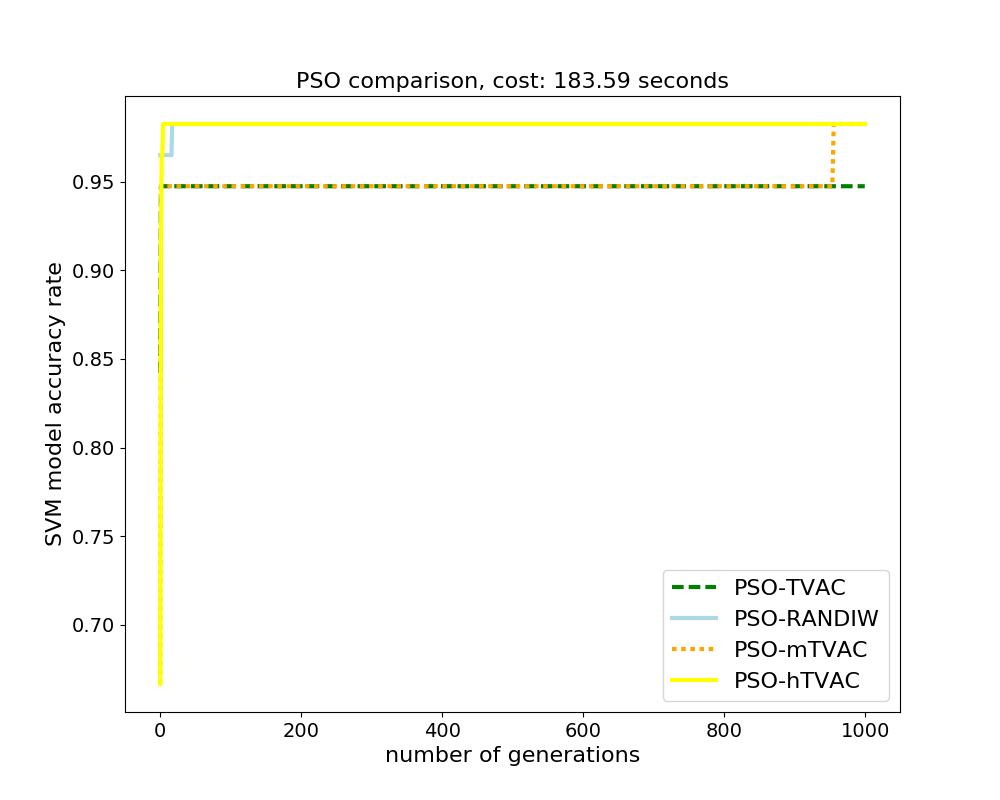 PSO comparison, cost: 183.59 seconds
SVM model accuracy rate
0.95
0.90
0.85
0.80
0.75
0.70
PSO-TVAC
PSO-RANDIW
PSO-mTVAC
PSO-hTVAC
0 200 400 600 800 1000
number of generations